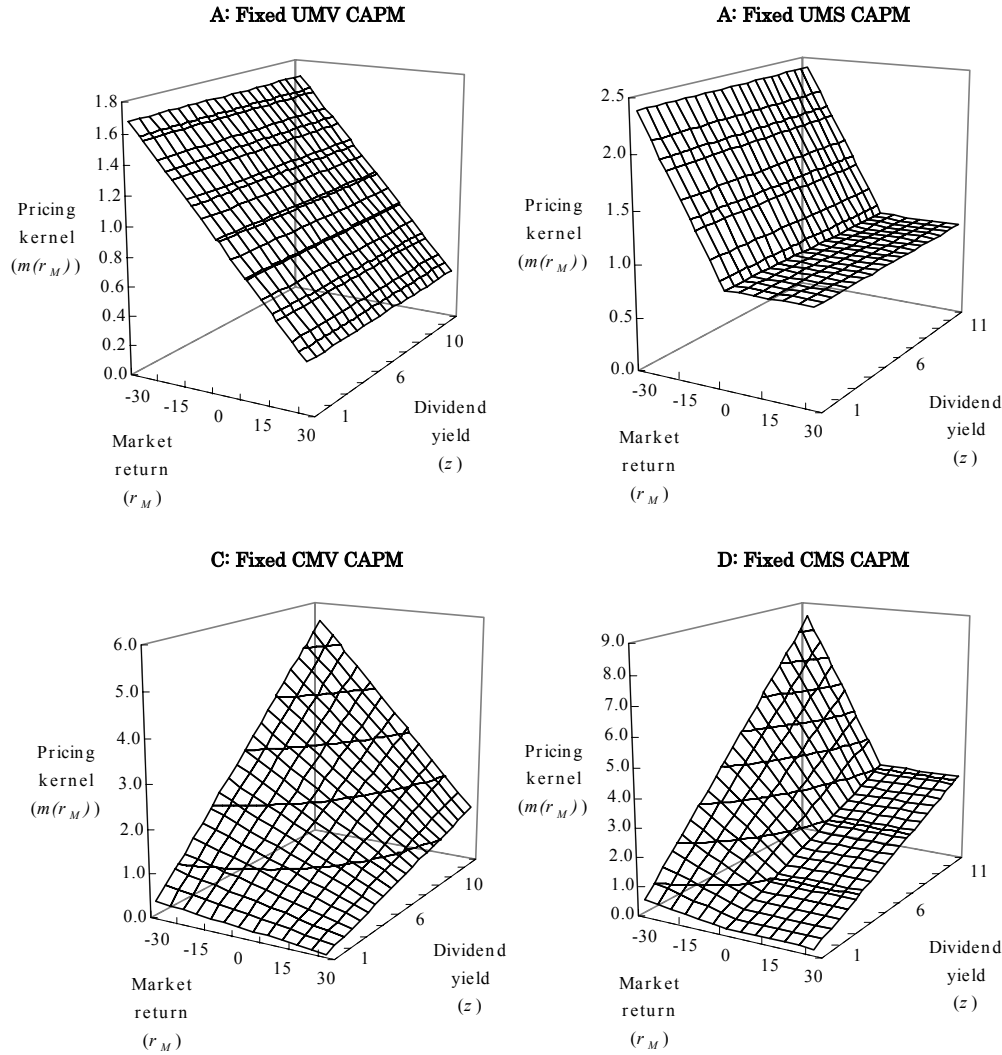 A: Fixed UMV CAPM
1.8
1.6
1.4
1.2
1.0
0.8
0.6
0.4
0.2
0.0
Pricing
kernel
(m(r_M))
-30
-15
0
15
30
Market
return
(r_M)
1
6
10
Dividend
yield
(z)
A: Fixed UMS CAPM
2.5
2.0
1.5
1.0
0.5
0.0
Pricing
kernel
(m(r_M))
-30
-15
0
15
30
Market
return
(r_M)
1
6
11
Dividend
yield
(z)
C: Fixed CMV CAPM
6.0
5.0
4.0
3.0
2.0
1.0
0.0
Pricing
kernel
(m(r_M))
-30
-15
0
15
30
Market
return
(r_M)
1
6
10
Dividend
yield
(z)
D: Fixed CMS CAPM
9.0
8.0
7.0
6.0
5.0
4.0
3.0
2.0
1.0
0.0
Pricing
kernel
(m(r_M))
-30
-15
0
15
30
Market
return
(r_M)
1
6
11
Dividend
yield
(z)